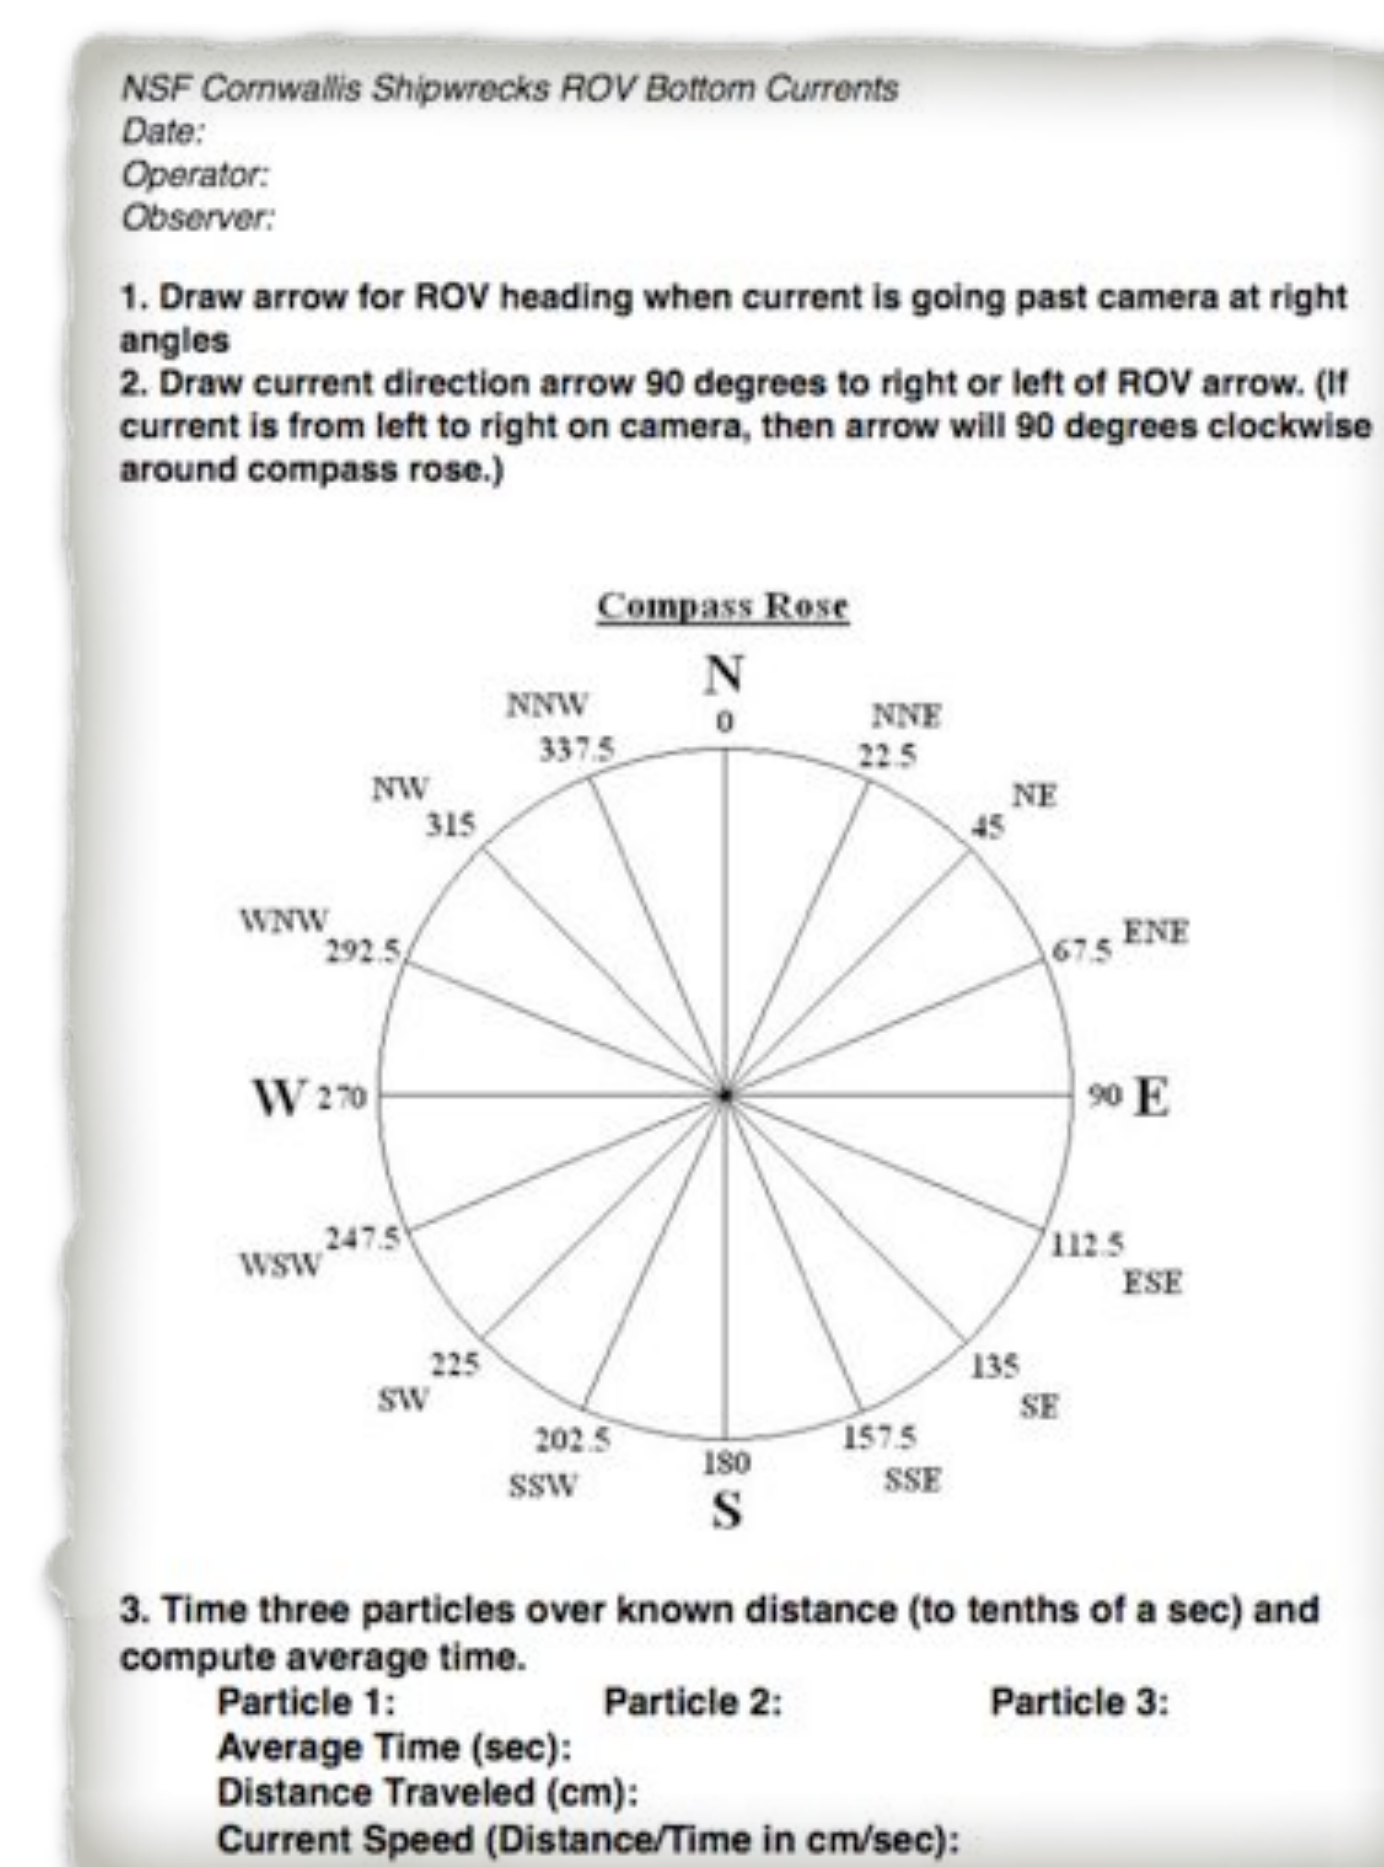 NSF Cornwallis Shipwrecks ROV Bottom Currents
Date:
Operator:
Observer:
1. Draw arrow for ROV heading when current is going past camera at right
angles
2. Draw current direction arrow 90 degrees to right or left of ROV arrow. (If
current is from left to right on camera, then arrow will 90 degrees clockwise
around compass rose.)
Compass Rose
N
0
NNW
337.5
NNE
22.5
NW
315
NE
45
WNW
292.5
ENE
67.5
W 270
90 E
247.5
WSW
112.5
ESE
225
SW
135
SE
202.5
SSW
180
S
157.5
SSE
3. Time three particles over known distance (to tenths of a sec) and
compute average time.
Particle 1: Particle 2: Particle 3:
Average Time (sec):
Distance Traveled (cm):
Current Speed (Distance/Time in cm/sec):